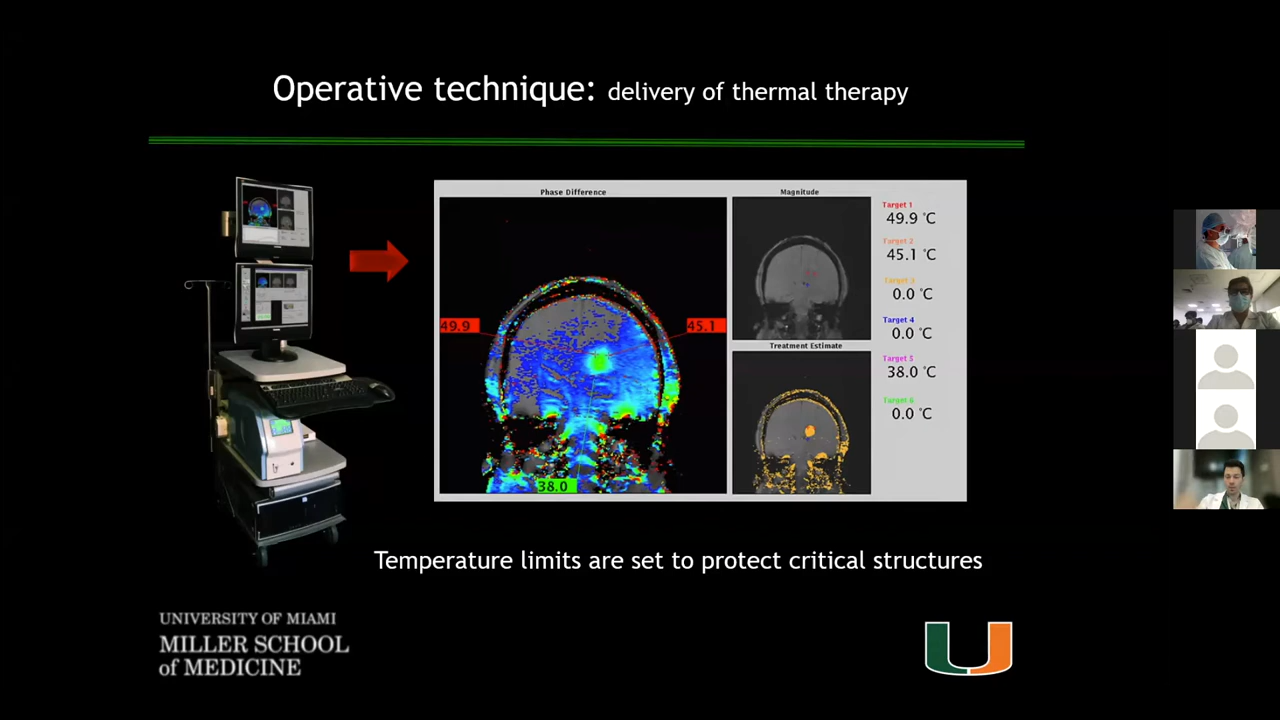 Operative technique: delivery of thermal therapy
Phase Difference
49.9
45.1
38.0
Magnitude
Treatment Estimate
Target 1
49.9 °C
Target 2
45.1 °C
Target 3
0.0 °C
Target 4
0.0 °C
Target 5
38.0 °C
Target 6
0.0 °C
Temperature limits are set to protect critical structures
UNIVERSITY OF MIAMI
MILLER SCHOOL
of MEDICINE
U